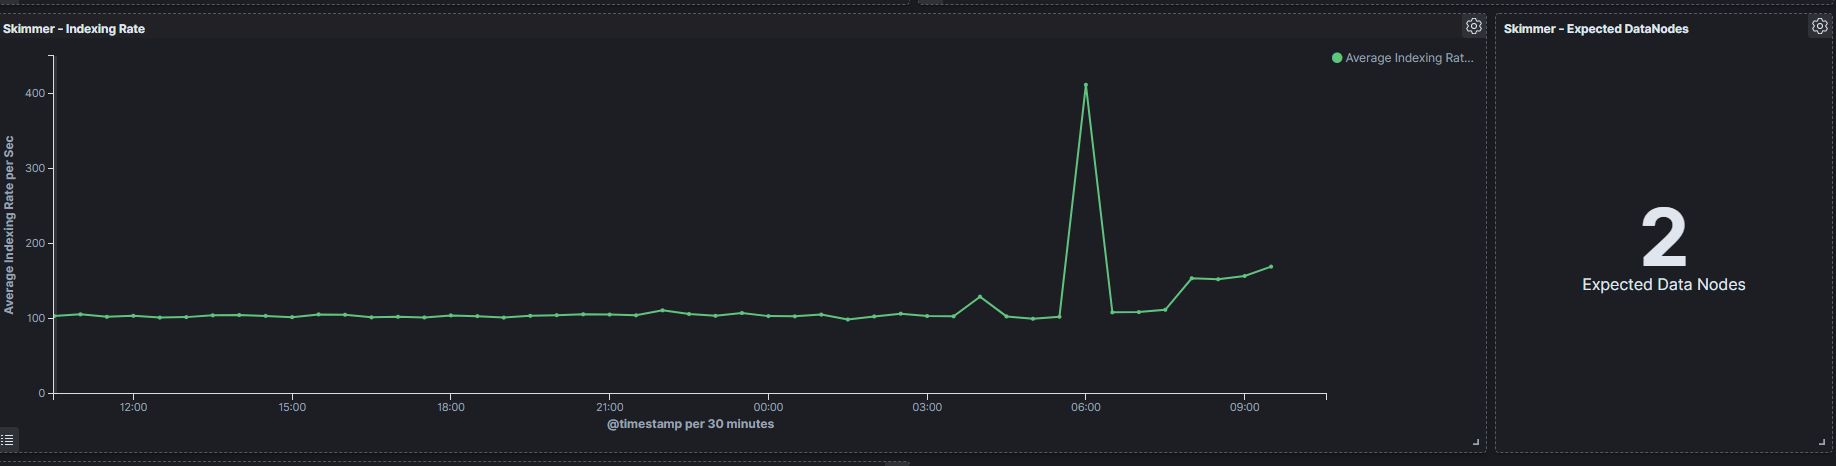 Skimmer - Indexing Rate
Average Indexing Rat...
Average Indexing Rate per Sec
400
300
200
100
0
12:00
15:00
18:00
21:00
00:00
03:00
06:00
09:00
@timestamp per 30 minutes
Skimmer - Expected DataNodes
2
Expected Data Nodes